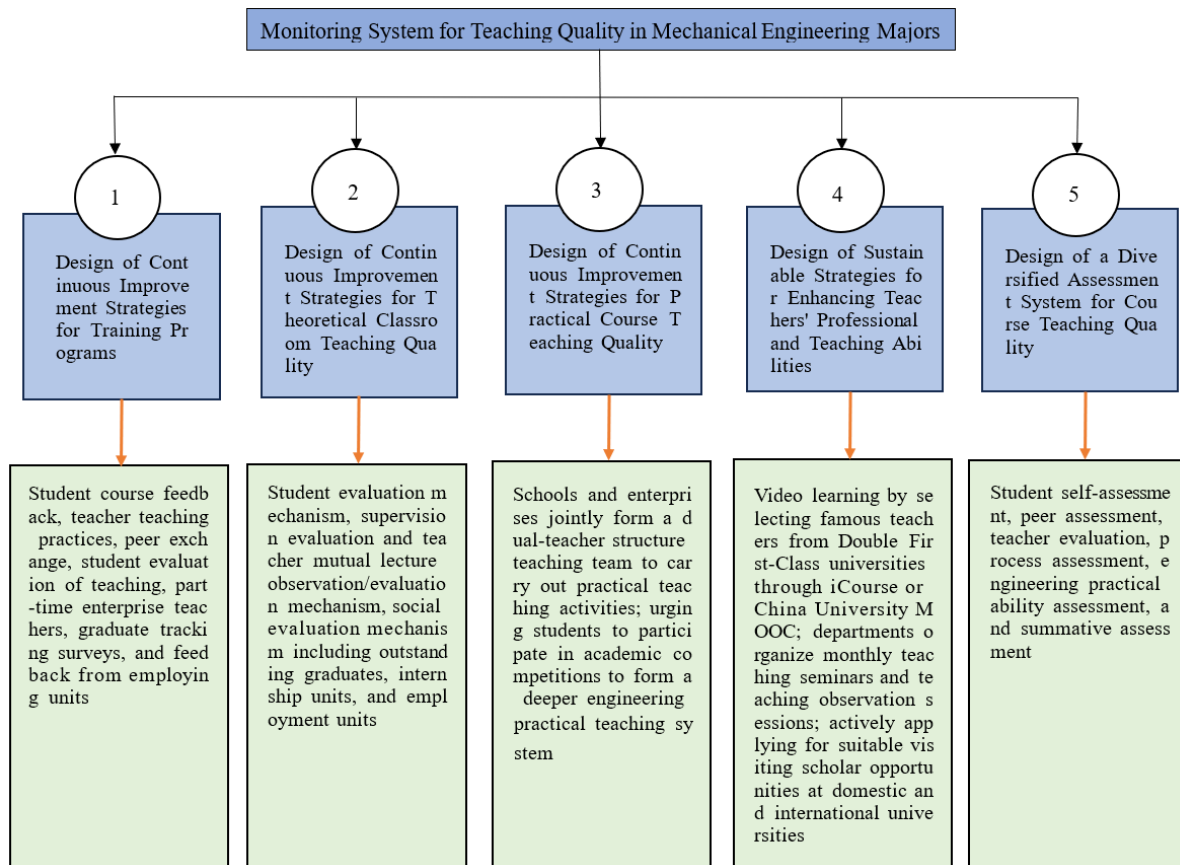 Monitoring System for Teaching Quality in Mechanical Engineering Majors
1
Design of Cont
inuous Improve
ment Strategies
for Training Pr
ograms
Student course feedb
ack, teacher teaching
practices, peer exch
ange, student evaluat
ion of teaching, part
-time enterprise teac
hers, graduate tracki
ng surveys, and feed
back from employin
g units
2
Design of Contin
uous Improvemen
t Strategies for T
heoretical Classro
om Teaching Qua
lity
Student evaluation m
echanism, supervisio
n evaluation and tea
cher mutual lecture
observation/evaluatio
n mechanism, social
evaluation mechanis
m including outstand
ing graduates, intern
ship units, and empl
oyment units
3
Design of Contin
uous Improvemen
t Strategies for P
ractical Course T
eaching Quality
Schools and enterpri
ses jointly form a d
ual-teacher structure
teaching team to car
ry out practical teac
hing activities; urgin
g students to partici
pate in academic co
mpetitions to form a
deeper engineering
practical teaching sy
stem
4
Design of Sustain
able Strategies fo
r Enhancing Teac
hers' Professional
and Teaching Abi
lities
Video learning by se
lecting famous teach
ers from Double Fir
st-Class universities
through iCourse or
China University M
OOC; departments o
rganize monthly teac
hing seminars and te
aching observation s
essions; actively app
lying for suitable vis
iting scholar opportu
nities at domestic an
d international unive
rsities
5
Design of a Dive
rsified Assessmen
t System for Cou
rse Teaching Qua
lity
Student self-assessme
nt, peer assessment,
teacher evaluation, p
rocess assessment, e
ngineering practical
ability assessment, a
nd summative assess
ment